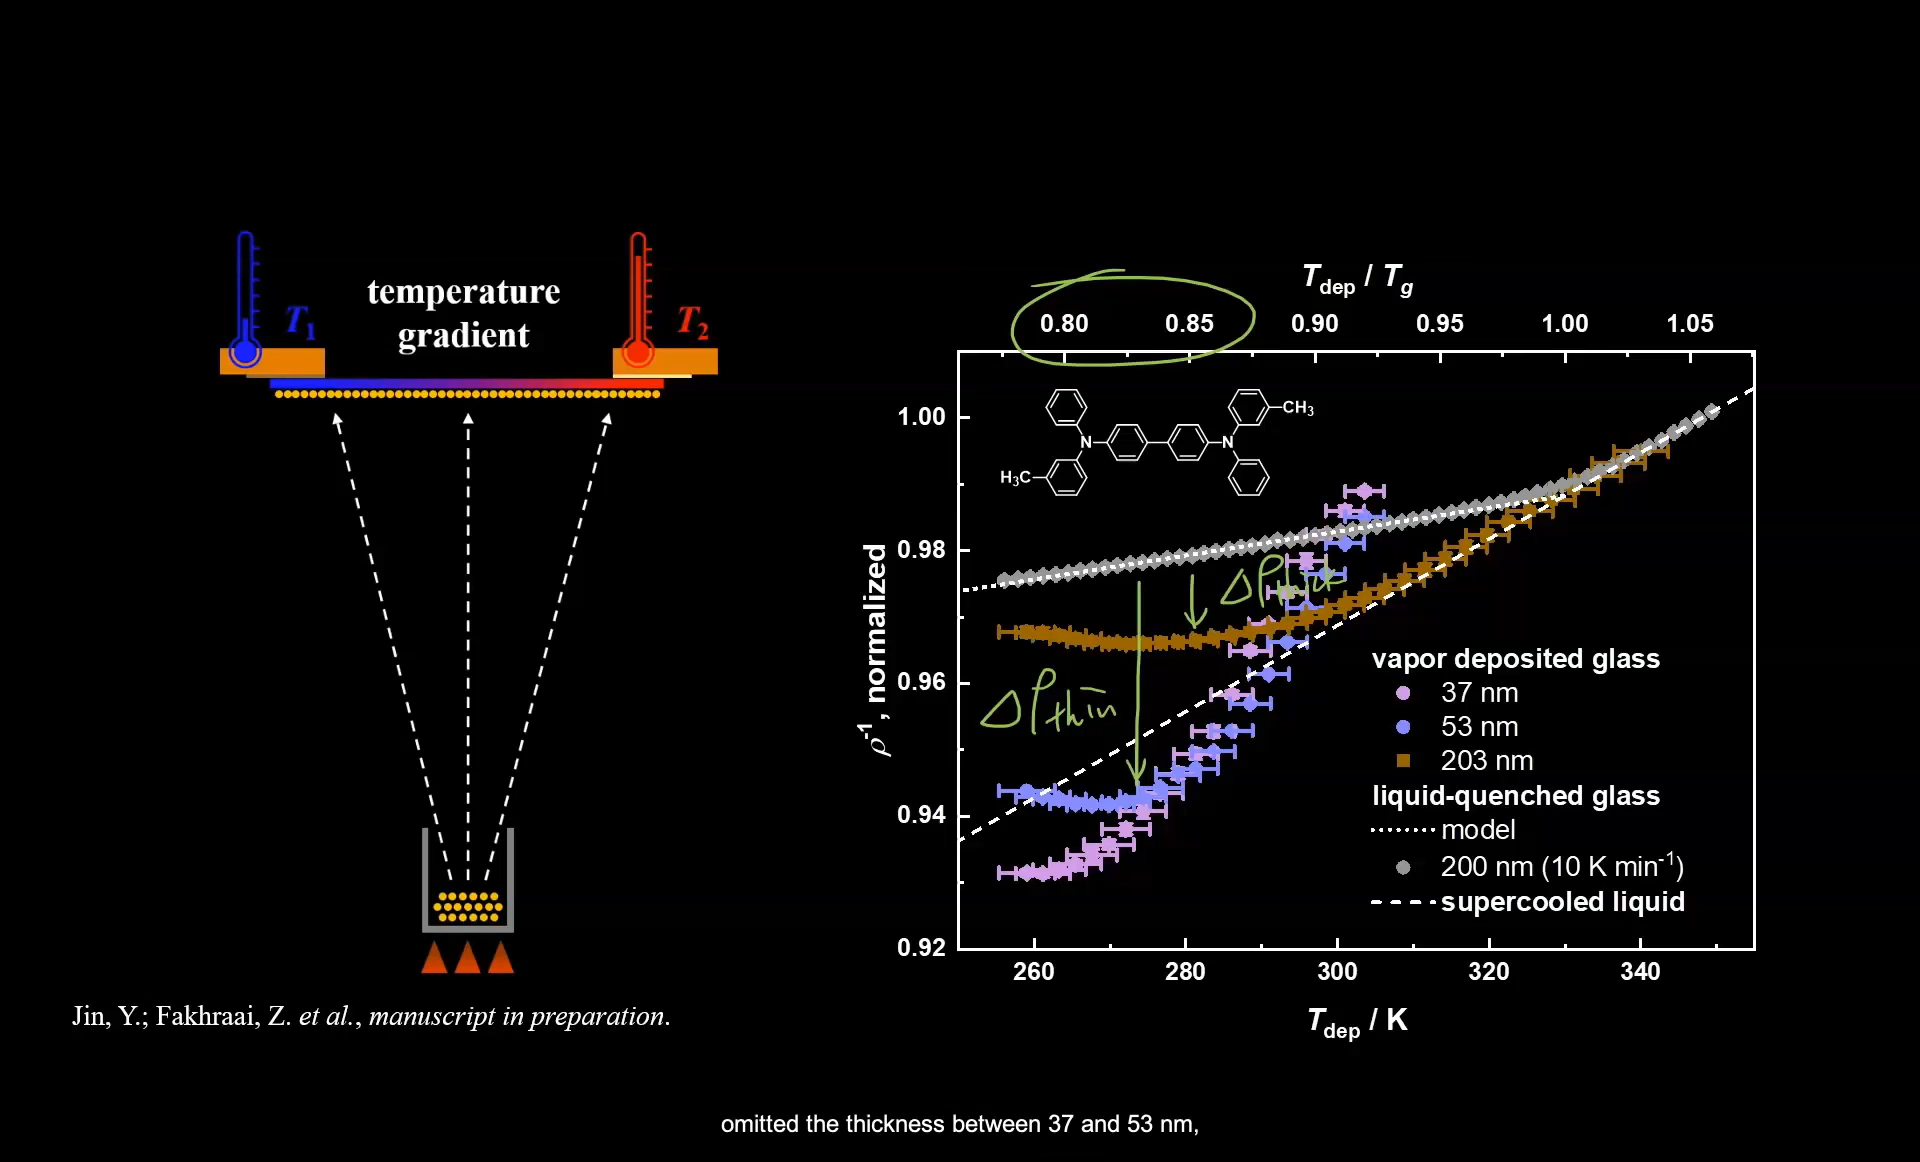 temperature
gradient
T1
T2
Jin, Y.; Fakhraai, Z. et al., manuscript in preparation.
Tdep / Tg
0.80 0.85 0.90 0.95 1.00 1.05
1.00
0.98
0.96
0.94
0.92
ρ-1, normalized
CH3
N
N
H3C
Δρthick
Δρthin
vapor deposited glass
37 nm
53 nm
203 nm
liquid-quenched glass
model
200 nm (10 K min-1)
supercooled liquid
260 280 300 320 340
Tdep / K
omitted the thickness between 37 and 53 nm,